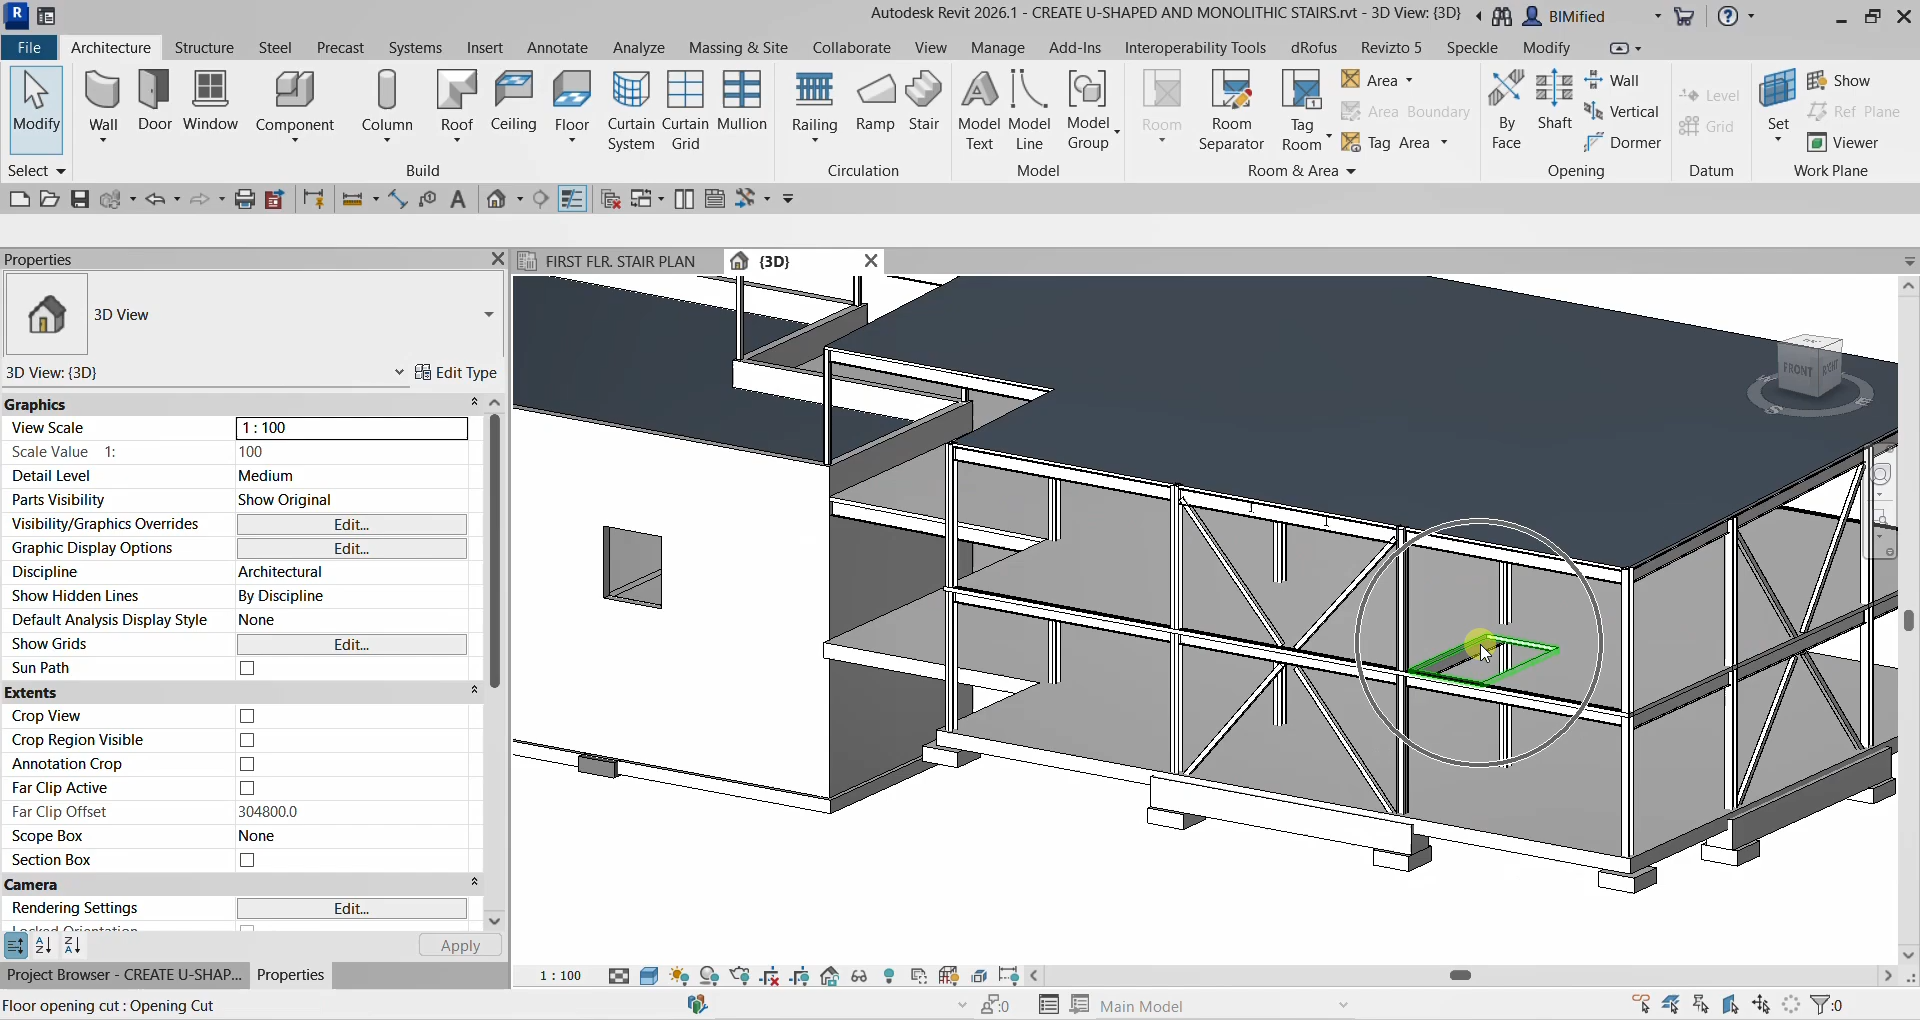 Autodesk Revit 2026.1 - CREATE U-SHAPED AND MONOLITHIC STAIRS.rvt - 3D View: {3D}
BIMified
File Architecture Structure Steel Precast Systems Insert Annotate Analyze Massing & Site Collaborate View Manage Add-Ins Interoperability Tools dRofus Revizto 5 Speckle Modify
Modify
Wall
Door
Window
Component
Column
Roof
Ceiling
Floor
Curtain System
Curtain Grid
Mullion
Railing
Ramp
Stair
Model Text
Model Line
Model Group
Room
Room Separator
Tag Room
Area
Area Boundary
Tag Area
By Face
Shaft
Wall
Vertical
Dormer
Level
Grid
Set
Show
Ref Plane
Viewer
Select Build Circulation Model Room & Area Opening Datum Work Plane
Properties
FIRST FLR. STAIR PLAN
{3D}
3D View
3D View: {3D} Edit Type
Graphics
View Scale 1 : 100
Scale Value 1: 100
Detail Level Medium
Parts Visibility Show Original
Visibility/Graphics Overrides Edit...
Graphic Display Options Edit...
Discipline Architectural
Show Hidden Lines By Discipline
Default Analysis Display Style None
Show Grids Edit...
Sun Path
Extents
Crop View
Crop Region Visible
Annotation Crop
Far Clip Active
Far Clip Offset 304800.0
Scope Box None
Section Box
Camera
Rendering Settings Edit...
Locked Orientation
Apply
Project Browser - CREATE U-SHAP... Properties
FRONT
RIGHT
1 : 100
Floor opening cut : Opening Cut
:0
Main Model
:0